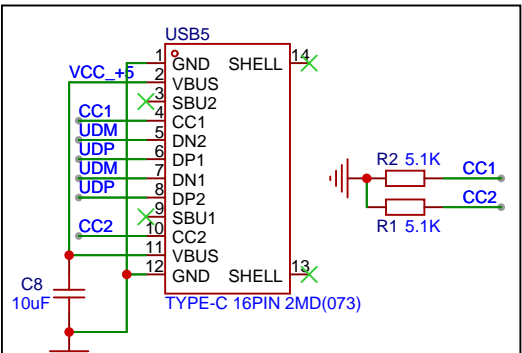 USB5
1 GND SHELL 14
VCC_+5 2 VBUS
3 SBU2
CC1 4 CC1
UDM 5 DN2
UDP 6 DP1
UDM 7 DN1
UDP 8 DP2
9 SBU1
CC2 10 CC2
11 VBUS
12 GND SHELL 13
TYPE-C 16PIN 2MD(073)
C8
10uF
R2 5.1K CC1
CC2
R1 5.1K